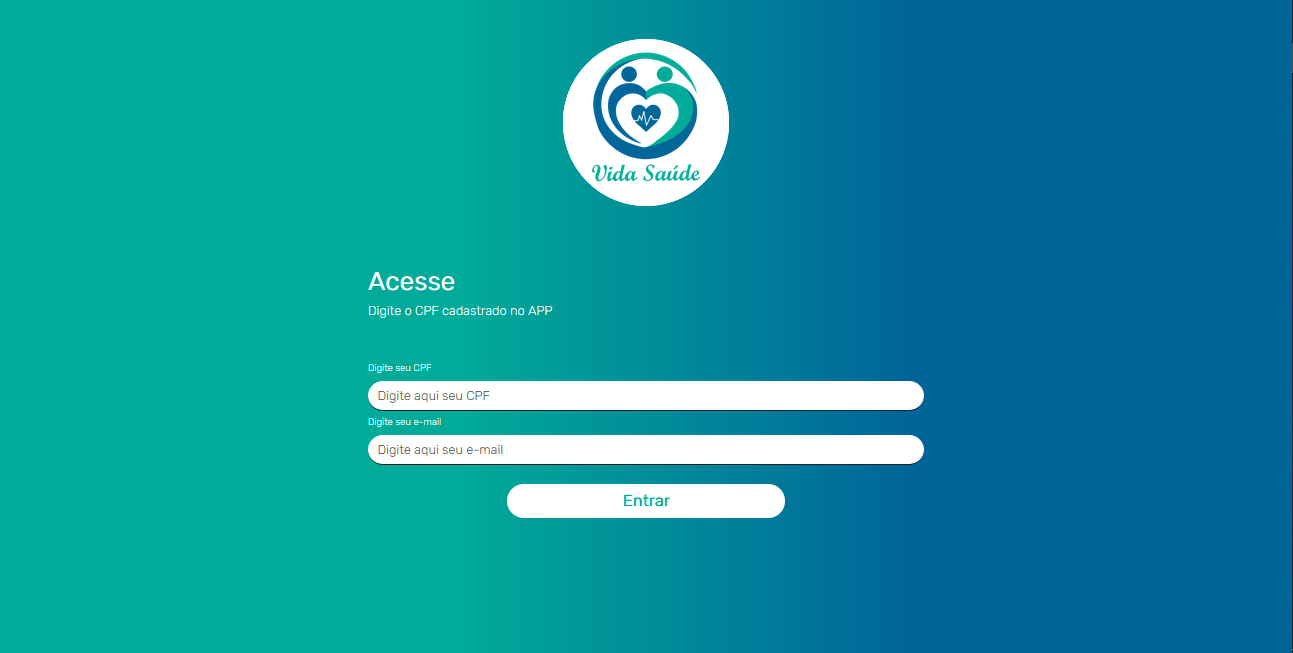 Vida Saúde
Acesse
Digite o CPF cadastrado no APP
Digite seu CPF
Digite aqui seu CPF
Digite seu e-mail
Digite aqui seu e-mail
Entrar